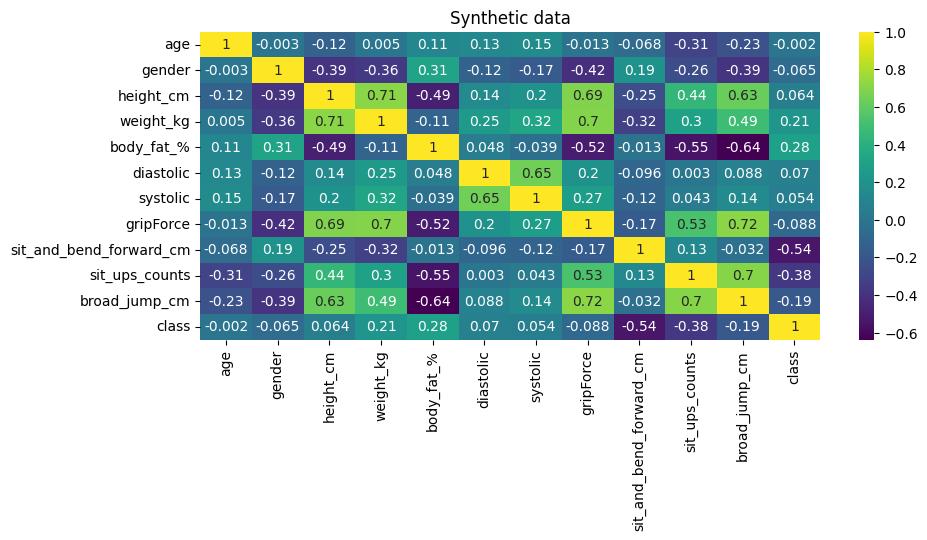 Synthetic data
age 1 -0.003 -0.12 0.005 0.11 0.13 0.15 -0.013 -0.068 -0.31 -0.23 -0.002
gender -0.003 1 -0.39 -0.36 0.31 -0.12 -0.17 -0.42 0.19 -0.26 -0.39 -0.065
height_cm -0.12 -0.39 1 0.71 -0.49 0.14 0.2 0.69 -0.25 0.44 0.63 0.064
weight_kg 0.005 -0.36 0.71 1 -0.11 0.25 0.32 0.7 -0.32 0.3 0.49 0.21
body_fat_% 0.11 0.31 -0.49 -0.11 1 0.048 -0.039 -0.52 -0.013 -0.55 -0.64 0.28
diastolic 0.13 -0.12 0.14 0.25 0.048 1 0.65 0.2 -0.096 0.003 0.088 0.07
systolic 0.15 -0.17 0.2 0.32 -0.039 0.65 1 0.27 -0.12 0.043 0.14 0.054
gripForce -0.013 -0.42 0.69 0.7 -0.52 0.2 0.27 1 -0.17 0.53 0.72 -0.088
sit_and_bend_forward_cm -0.068 0.19 -0.25 -0.32 -0.013 -0.096 -0.12 -0.17 1 0.13 -0.032 -0.54
sit_ups_counts -0.31 -0.26 0.44 0.3 -0.55 0.003 0.043 0.53 0.13 1 0.7 -0.38
broad_jump_cm -0.23 -0.39 0.63 0.49 -0.64 0.088 0.14 0.72 -0.032 0.7 1 -0.19
class -0.002 -0.065 0.064 0.21 0.28 0.07 0.054 -0.088 -0.54 -0.38 -0.19 1
age
gender
height_cm
weight_kg
body_fat_%
diastolic
systolic
gripForce
sit_and_bend_forward_cm
sit_ups_counts
broad_jump_cm
class
1.0
0.8
0.6
0.4
0.2
0.0
-0.2
-0.4
-0.6